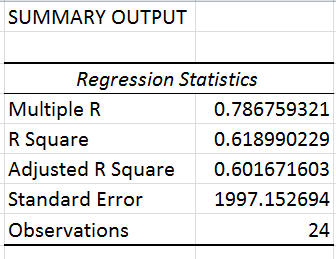 SUMMARY OUTPUT
Regression Statistics
Multiple R 0.786759321
R Square 0.618990229
Adjusted R Square 0.601671603
Standard Error 1997.152694
Observations 24